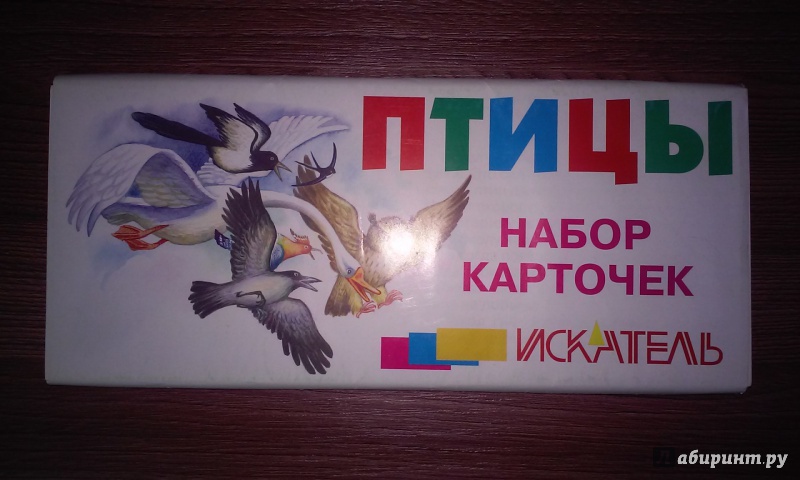 ПТИЦЫ
НАБОР
КАРТОЧЕК
ИСКАТЕЛЬ
абиринт.ру